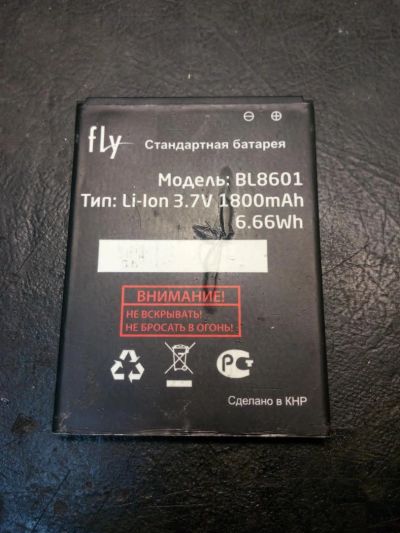 fly
Стандартная батарея
Модель: BL8601
Тип: Li-Ion 3.7V 1800mAh
6.66Wh
ВНИМАНИЕ!
НЕ ВСКРЫВАТЬ!
НЕ БРОСАТЬ В ОГОНЬ!
Сделано в КНР